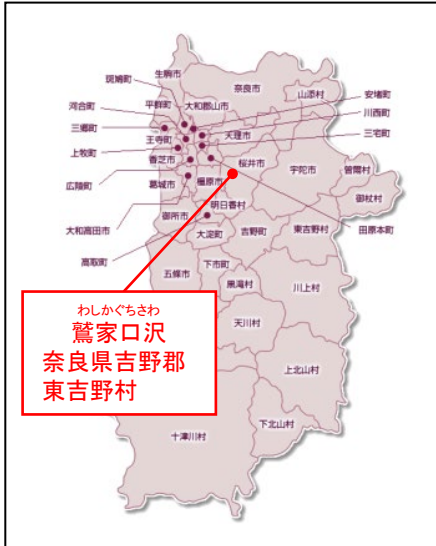 生駒市
奈良市
斑鳩町
平群町
山添村
安堵町
大和郡山市
川西町
河合町
三郷町
王寺町
天理市
三宅町
上牧町
香芝市
桜井市
宇陀市
曽爾村
広陵町
葛城市
橿原市
御杖村
明日香村
御所市
大和高田市
田原本町
大淀町
吉野町
東吉野村
高取町
下市町
五條市
黒滝村
川上村
わしかぐちさわ
鷲家口沢
奈良県吉野郡
東吉野村
天川村
上北山村
下北山村
十津川村